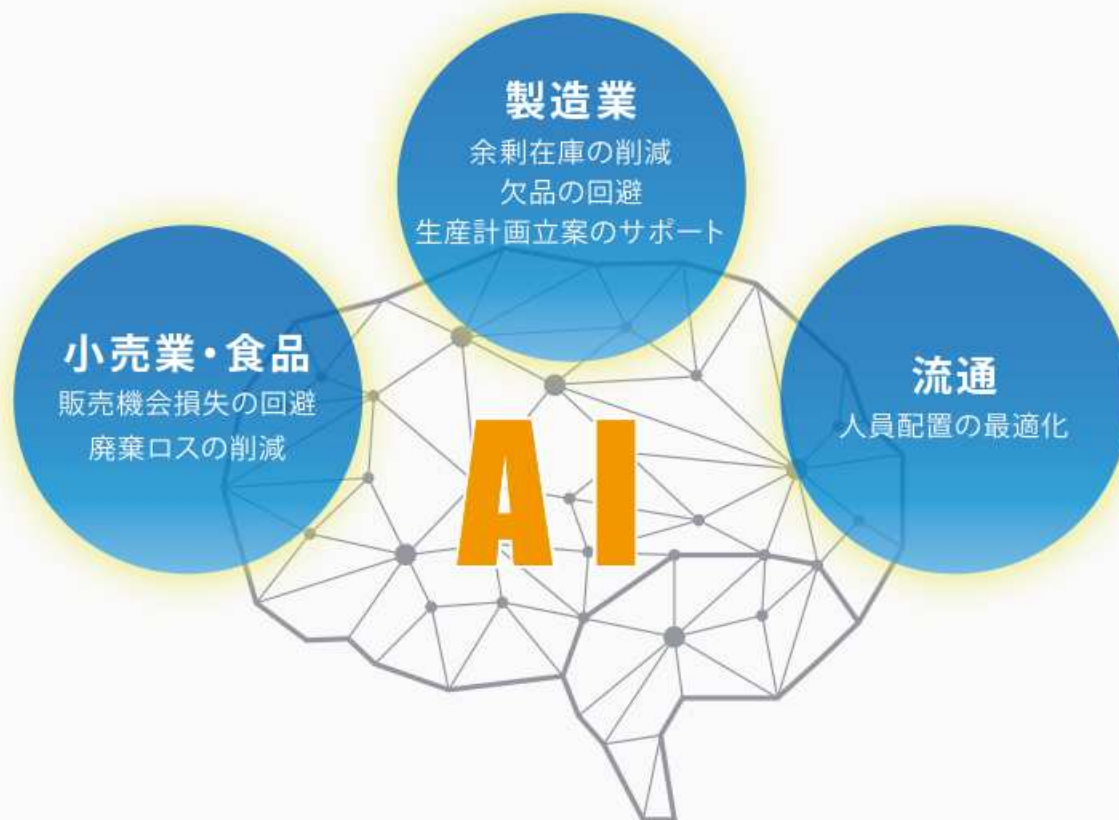 製造業
余剰在庫の削減
欠品の回避
生産計画立案のサポート
小売業・食品
販売機会損失の回避
廃棄ロスの削減
流通
人員配置の最適化
AI